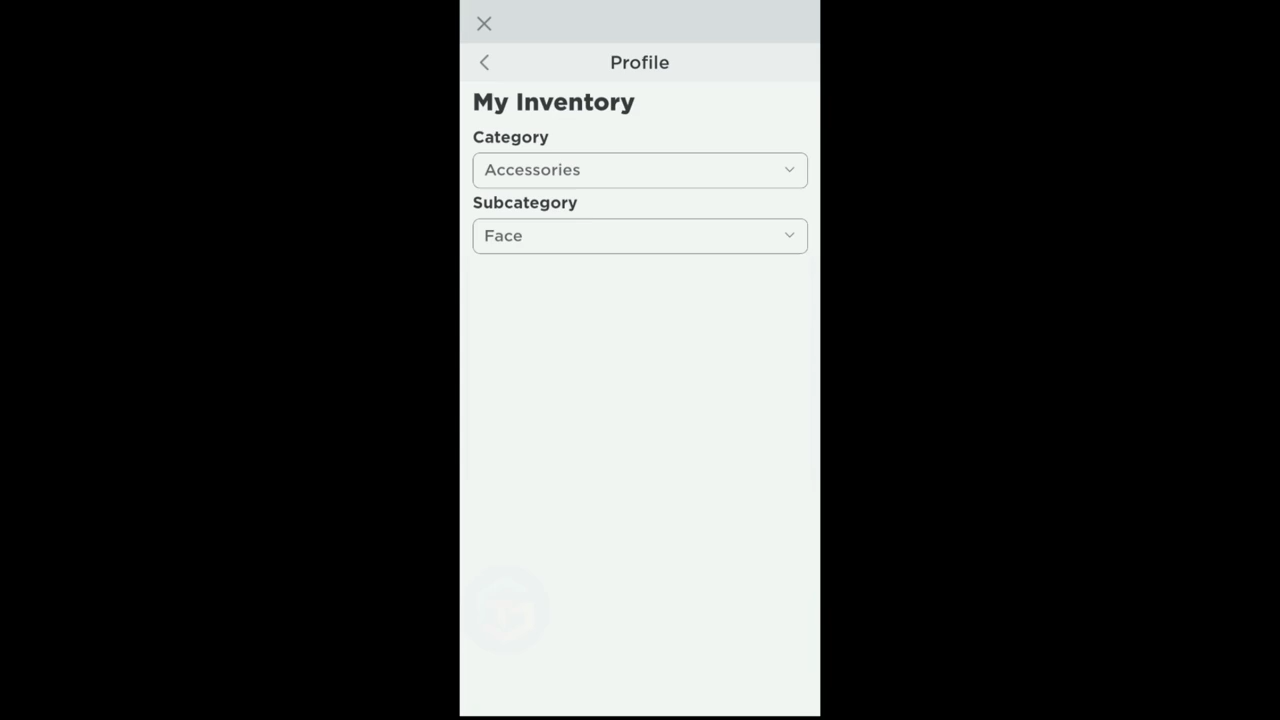 Profile
My Inventory
Category
Accessories
Subcategory
Face